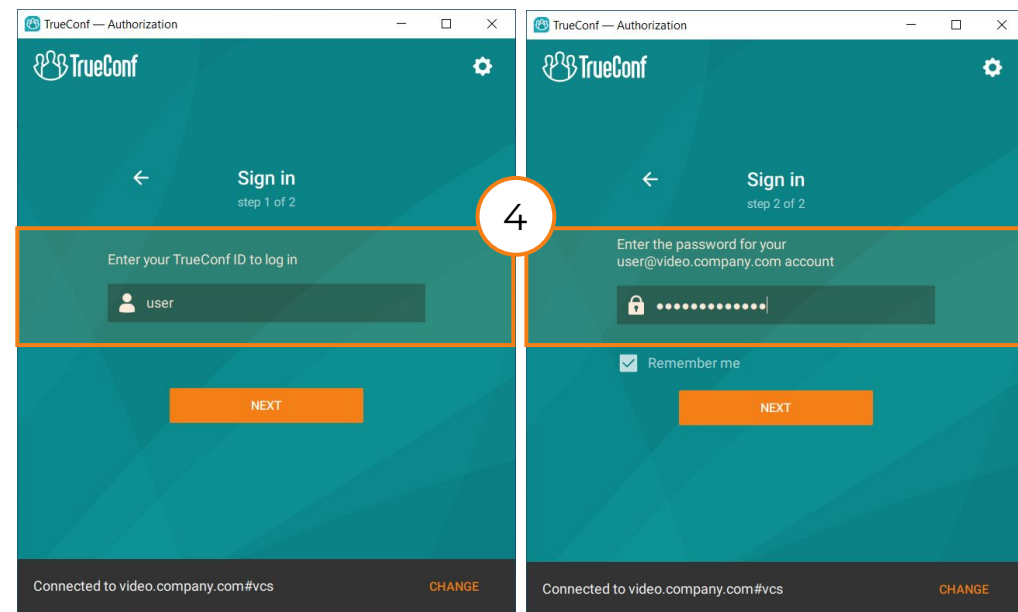 TrueConf — Authorization
TrueConf
Sign in
step 1 of 2
Enter your TrueConf ID to log in
user
NEXT
Connected to video.company.com#vcs
CHANGE
4
TrueConf — Authorization
TrueConf
Sign in
step 2 of 2
Enter the password for your
user@video.company.com account
•••••••••••••
Remember me
NEXT
Connected to video.company.com#vcs
CHANGE